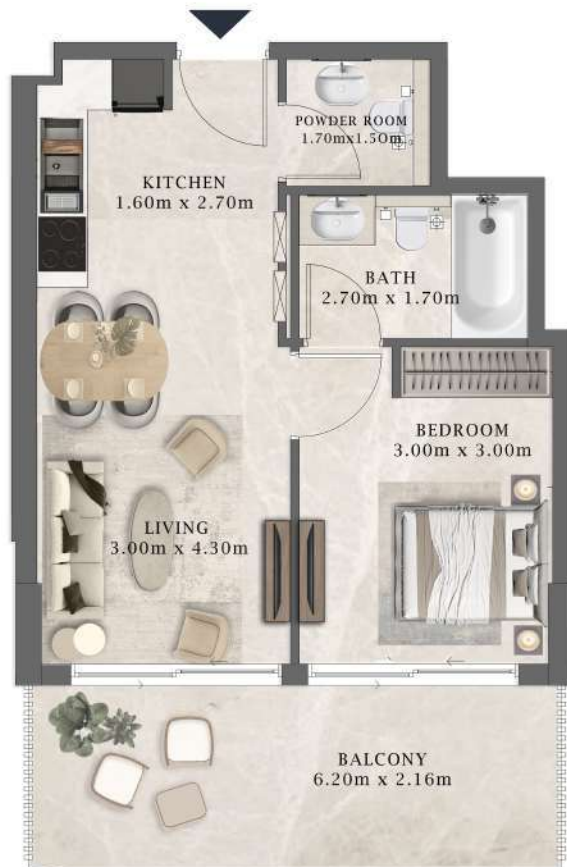 POWDER ROOM
1.70mx1.50m
KITCHEN
1.60m x 2.70m
BATH
2.70m x 1.70m
BEDROOM
3.00m x 3.00m
LIVING
3.00m x 4.30m
BALCONY
6.20m x 2.16m